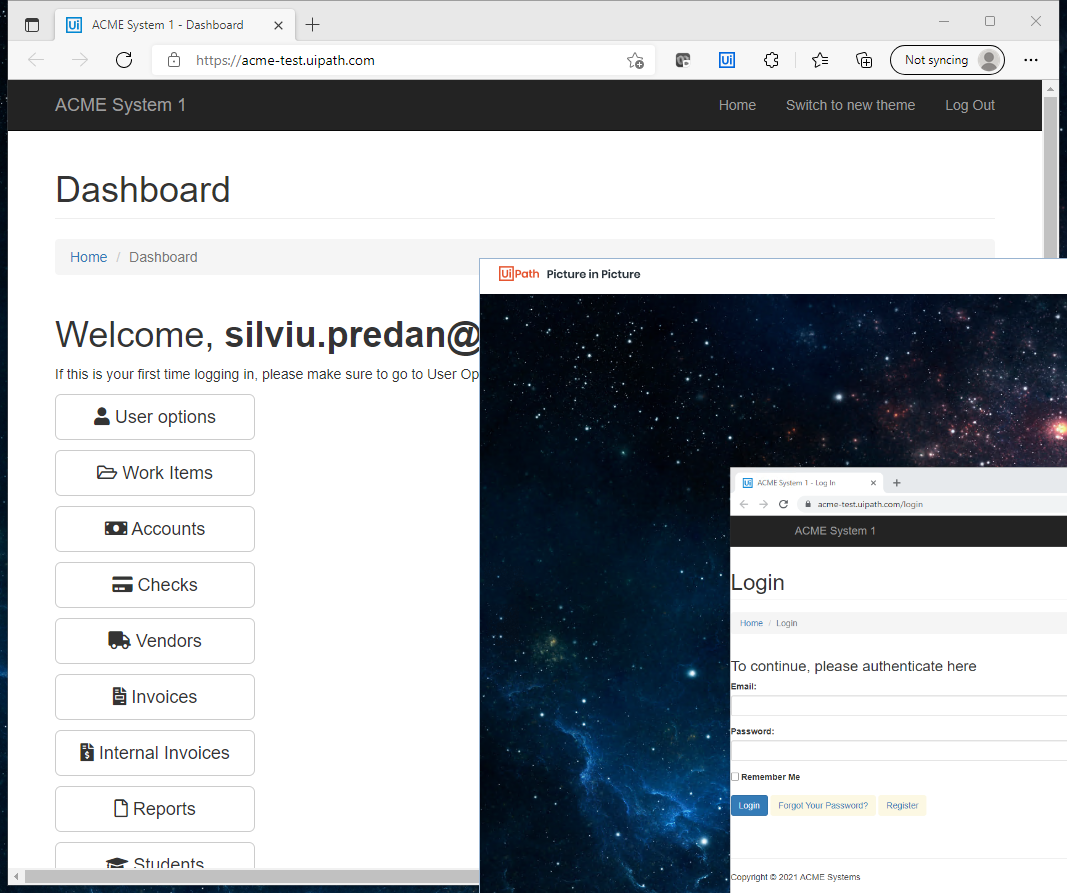 ACME System 1 - Dashboard
https://acme-test.uipath.com
Not syncing
ACME System 1
Home
Switch to new theme
Log Out
Dashboard
Home / Dashboard
Welcome, silviu.predan@
If this is your first time logging in, please make sure to go to User Op
User options
Work Items
Accounts
Checks
Vendors
Invoices
Internal Invoices
Reports
Students
UiPath Picture in Picture
ACME System 1 - Log In
acme-test.uipath.com/login
ACME System 1
Login
Home / Login
To continue, please authenticate here
Email:
Password:
Remember Me
Login
Forgot Your Password?
Register
Copyright © 2021 ACME Systems